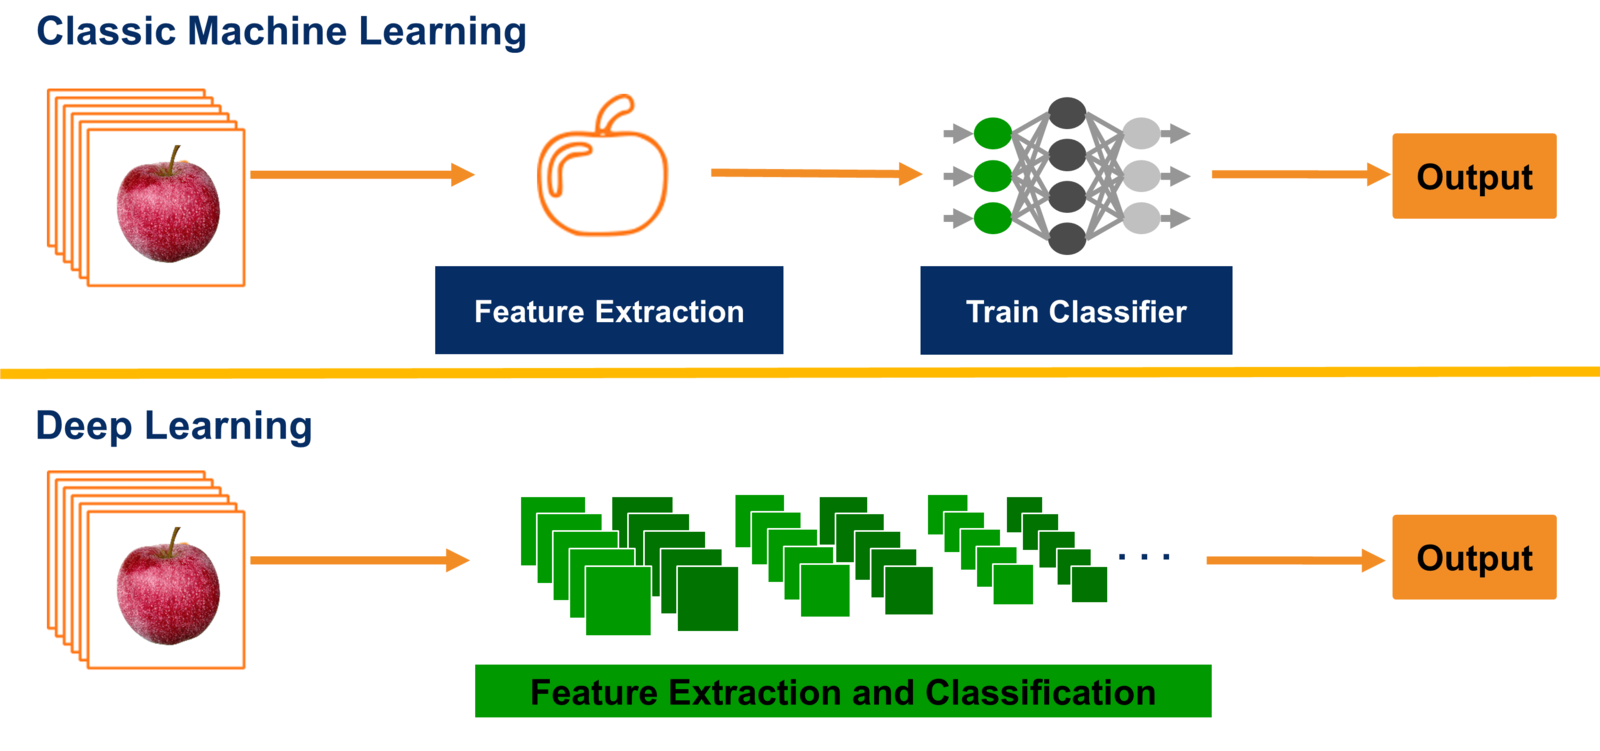 Classic Machine Learning
Output
Feature Extraction
Train Classifier
Deep Learning
. . .
Output
Feature Extraction and Classification